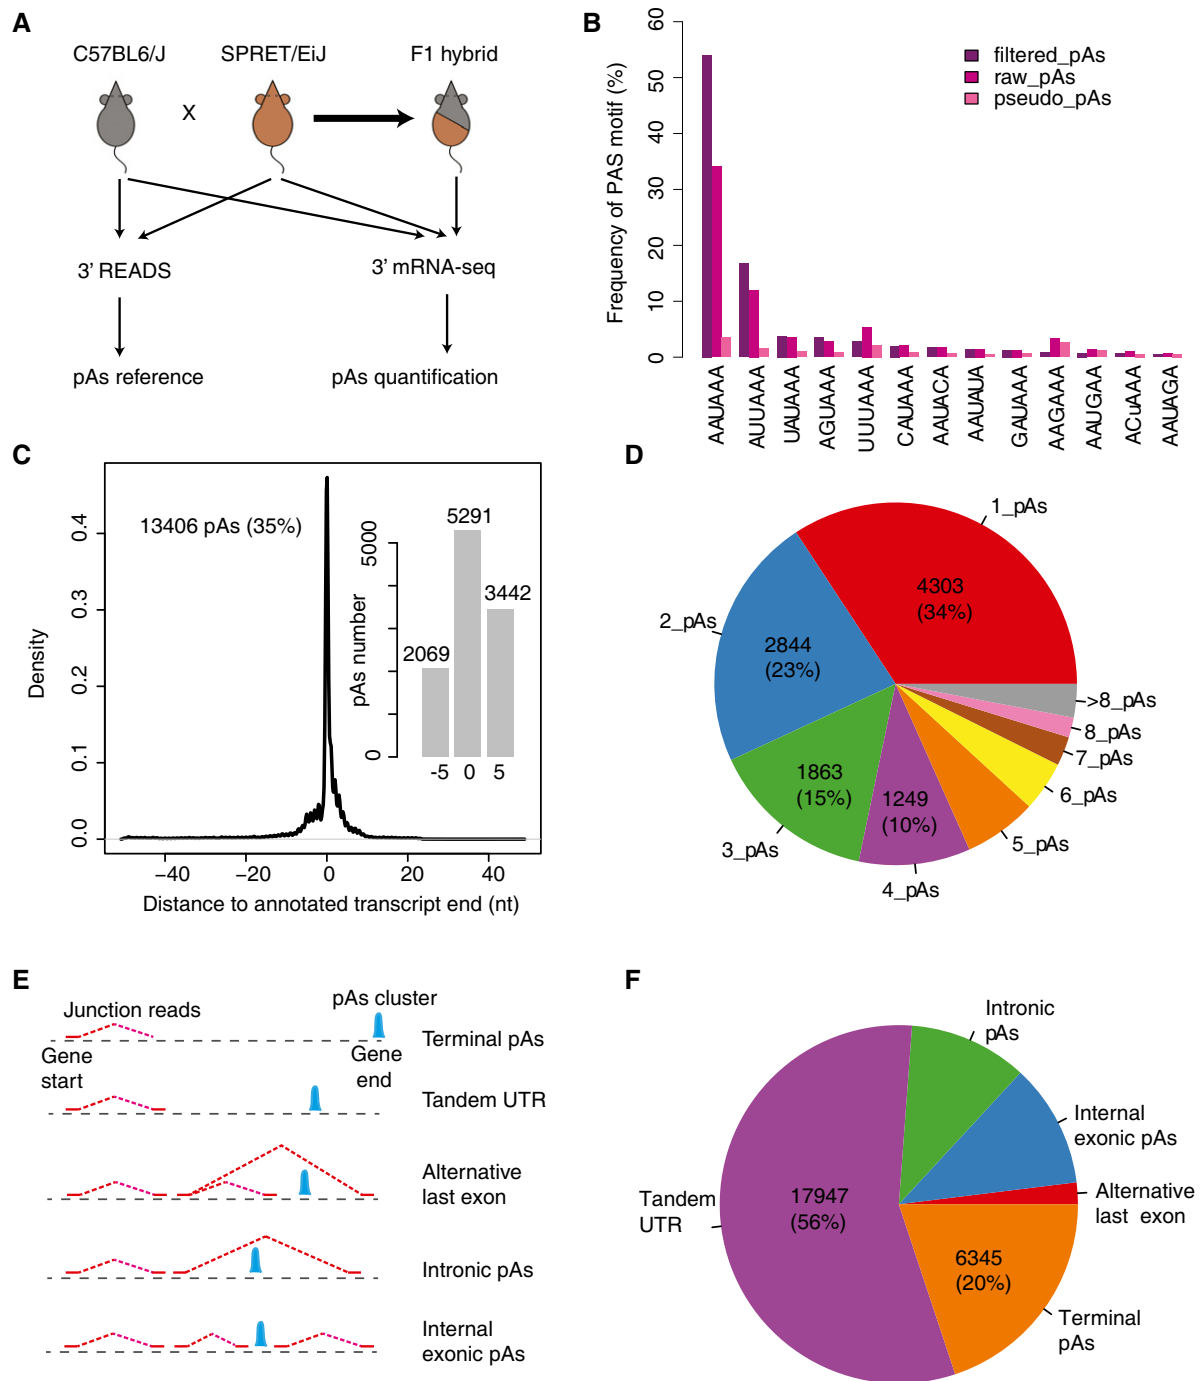 A
C57BL6/J
SPRET/EiJ
F1 hybrid
X
3' READS
3' mRNA-seq
pAs reference
pAs quantification
B
Frequency of PAS motif (%)
60
50
40
30
20
10
0
filtered_pAs
raw_pAs
pseudo_pAs
AAUAAA
AUUAAA
UAUAAA
AGUAAA
UUUAAA
CAUAAA
AAUACA
AAUAUA
GAUAAA
AAGAAA
AAUGAA
ACuAAA
AAUAGA
C
13406 pAs (35%)
Density
0.4
0.3
0.2
0.1
0.0
−40
−20
0
20
40
Distance to annotated transcript end (nt)
pAs number
5000
0
2069
5291
3442
-5
0
5
D
1_pAs
4303
(34%)
2_pAs
2844
(23%)
3_pAs
1863
(15%)
4_pAs
1249
(10%)
5_pAs
6_pAs
7_pAs
8_pAs
>8_pAs
E
Junction reads
pAs cluster
Gene
start
Gene
end
Terminal pAs
Tandem UTR
Alternative
last exon
Intronic pAs
Internal
exonic pAs
F
Intronic
pAs
Internal
exonic pAs
Alternative
last exon
Terminal
pAs
6345
(20%)
Tandem
UTR
17947
(56%)